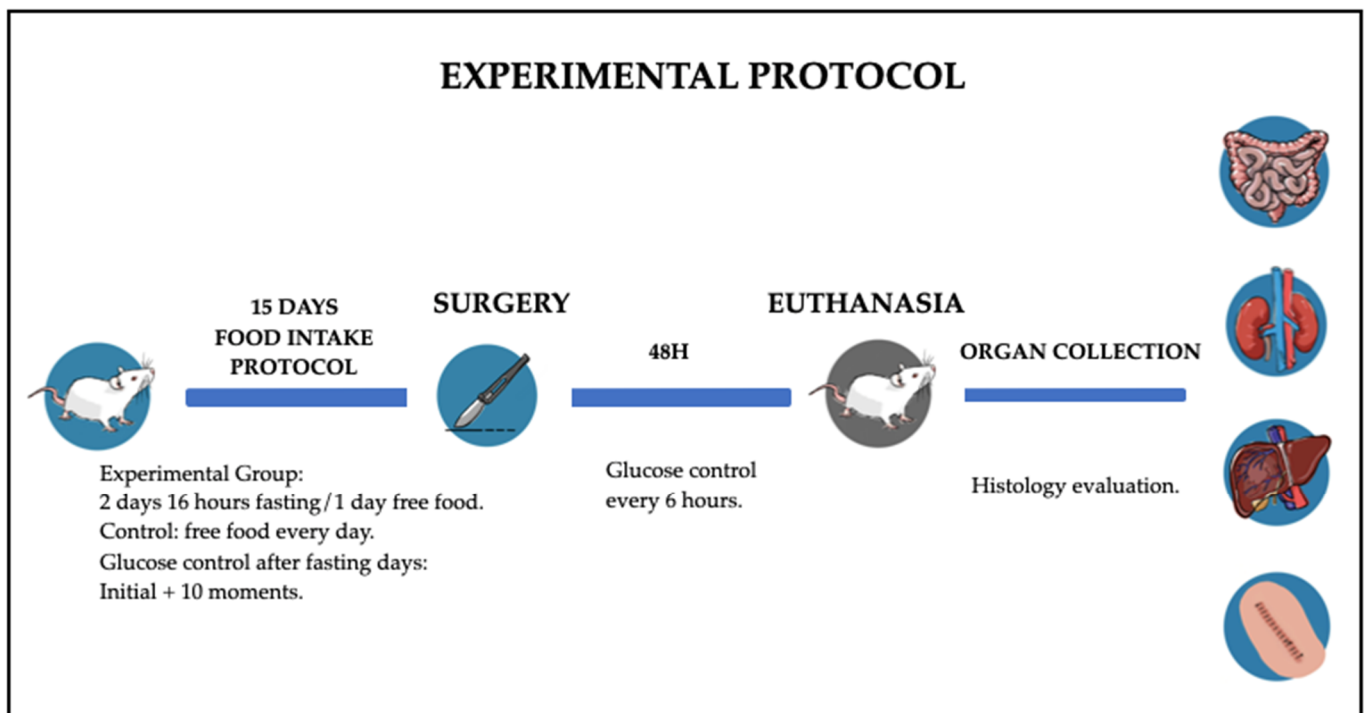 EXPERIMENTAL PROTOCOL
15 DAYS
FOOD INTAKE
PROTOCOL
SURGERY
48H
EUTHANASIA
ORGAN COLLECTION
Experimental Group:
2 days 16 hours fasting/1 day free food.
Control: free food every day.
Glucose control after fasting days:
Initial + 10 moments.
Glucose control
every 6 hours.
Histology evaluation.